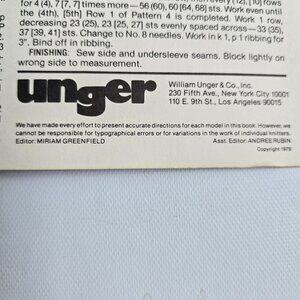 for 4 (4), 7 [7, 7] times more — 56 (60), 60 [64, 68] sts. Work even until
the (4th), [5th] Row 1 of Pattern 4 is completed. Work 1 row,
decreasing 23 (25), 23 [25, 27] sts evenly spaced across — 33 (35),
37 [39, 41] sts. Change to No. 8 needles. Work in k 1, p 1 ribbing for
3". Bind off in ribbing.
FINISHING: Sew side and undersleeve seams. Block lightly on
wrong side to measurement.
unger
William Unger & Co., Inc.
230 Fifth Ave., New York City 10001
110 E. 9th St., Los Angeles 90015
We have made every effort to present accurate directions for each model in this book. However, we
cannot be responsible for typographical errors or for variations in the work of individual knitters.
Editor: MIRIAM GREENFIELD
Asst. Editor: ANDREE RUBIN
Copyright 1979